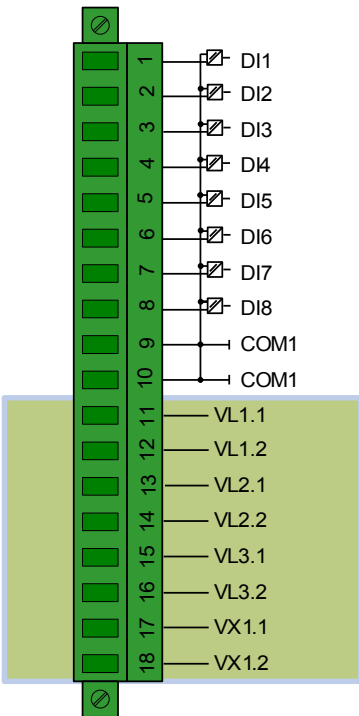 1 DI1
2 DI2
3 DI3
4 DI4
5 DI5
6 DI6
7 DI7
8 DI8
9 COM1
10 COM1
11 VL1.1
12 VL1.2
13 VL2.1
14 VL2.2
15 VL3.1
16 VL3.2
17 VX1.1
18 VX1.2